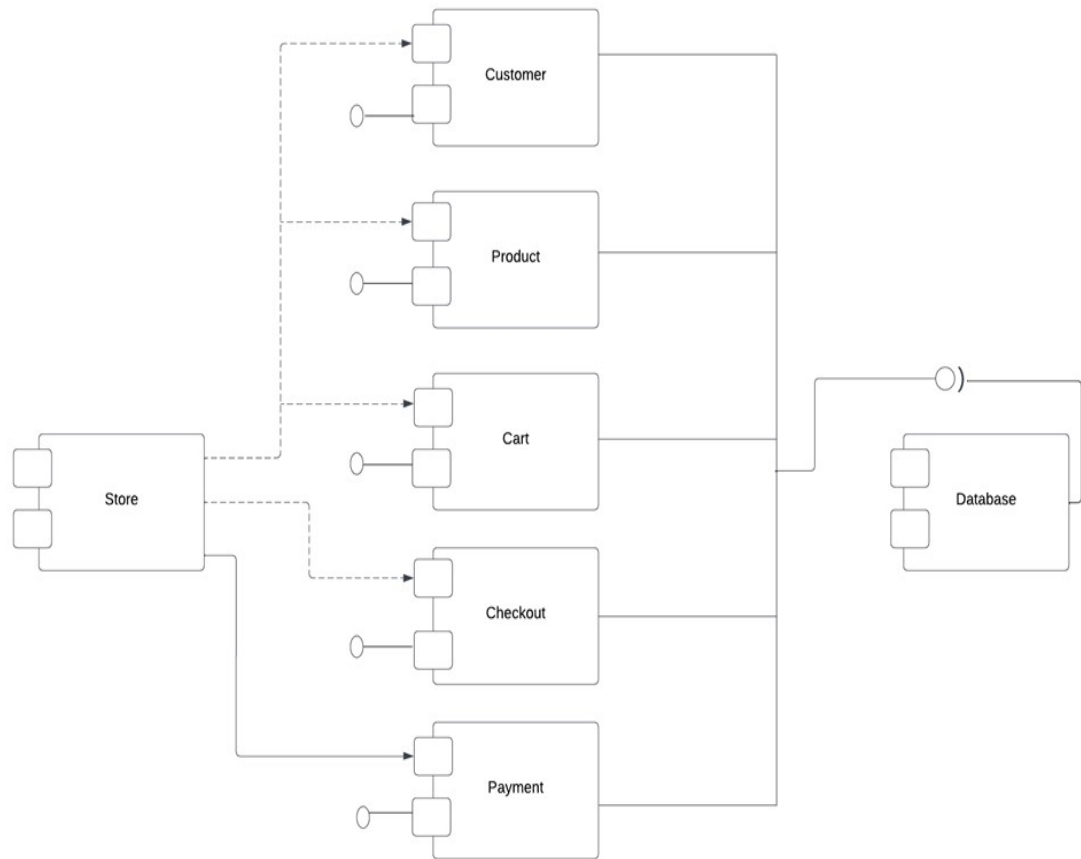 Customer
Product
Cart
Store
Database
Checkout
Payment